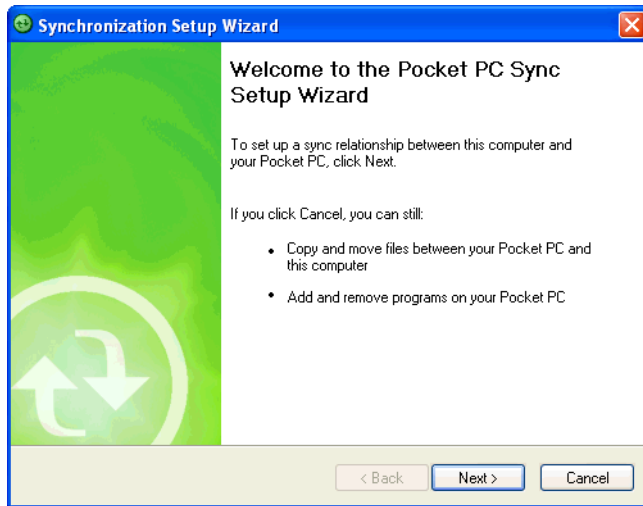 Synchronization Setup Wizard
Welcome to the Pocket PC Sync
Setup Wizard
To set up a sync relationship between this computer and
your Pocket PC, click Next.
If you click Cancel, you can still:
• Copy and move files between your Pocket PC and
this computer
• Add and remove programs on your Pocket PC
< Back
Next >
Cancel